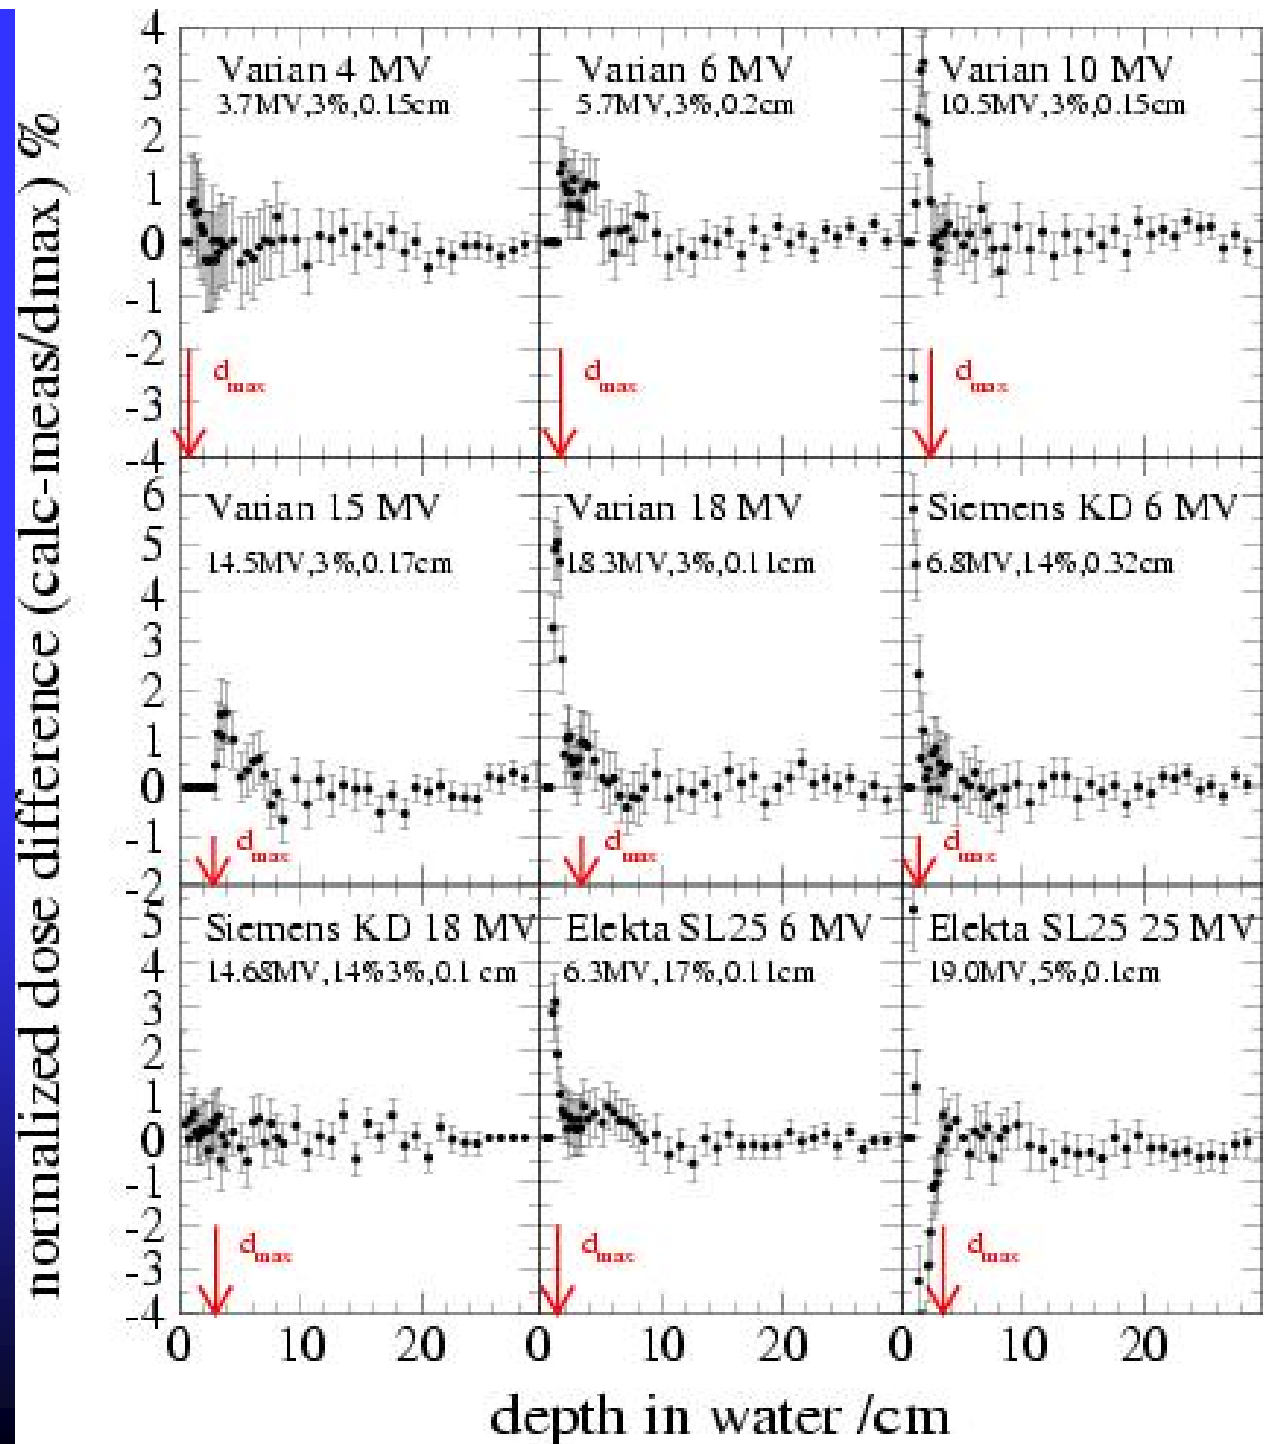 normalized dose difference (calc-meas/dmax) %
4
3
2
1
0
-1
-2
-3
-4
Varian 4 MV
3.7MV,3%,0.15cm
dmax
Varian 6 MV
5.7MV,3%,0.2cm
dmax
Varian 10 MV
10.5MV,3%,0.15cm
dmax
6
5
4
3
2
1
0
-1
-2
Varian 15 MV
14.5MV,3%,0.17cm
dmax
Varian 18 MV
18.3MV,3%,0.11cm
dmax
Siemens KD 6 MV
6.8MV,14%,0.32cm
dmax
5
4
3
2
1
0
-1
-2
-3
-4
Siemens KD 18 MV
14.68MV,14%3%,0.1 cm
dmax
Elekta SL25 6 MV
6.3MV,17%,0.11cm
dmax
Elekta SL25 25 MV
19.0MV,5%,0.1cm
dmax
0 10 20 0 10 20 0 10 20
depth in water /cm